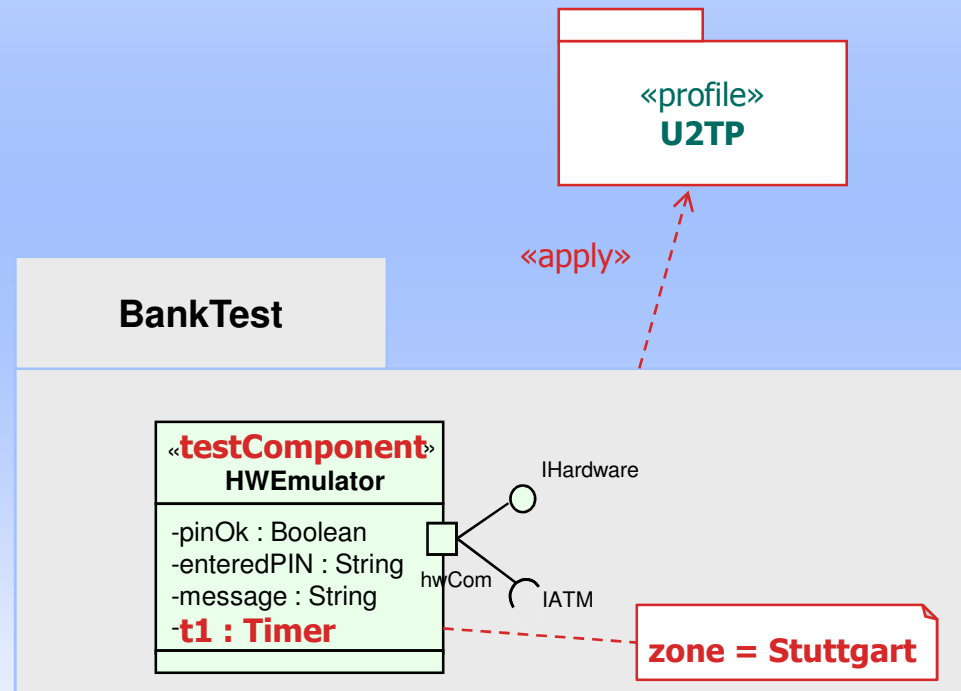 «profile»
U2TP
«apply»
BankTest
«testComponent»
HWEmulator
-pinOk : Boolean
-enteredPIN : String
-message : String
-t1 : Timer
hwCom
IHardware
IATM
zone = Stuttgart